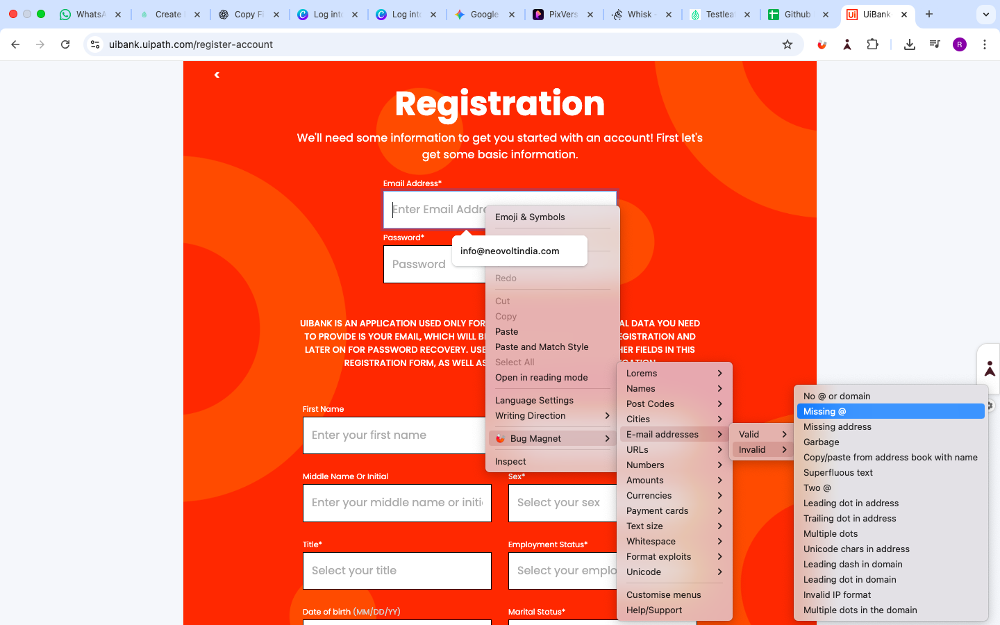 WhatsA
Create
Copy Fi
Log into
Log into
Google
PixVers
Whisk -
Testleaf
Github
UiBank
uibank.uipath.com/register-account
R
Registration
We'll need some information to get you started with an account! First let's
get some basic information.
Email Address*
Enter Email Addre
info@neovoltindia.com
Password*
Password
UIBANK IS AN APPLICATION USED ONLY FOR
AL DATA YOU NEED
TO PROVIDE IS YOUR EMAIL, WHICH WILL BE
EGISTRATION AND
LATER ON FOR PASSWORD RECOVERY. USE
HER FIELDS IN THIS
REGISTRATION FORM, AS WELL AS
First Name
Enter your first name
Middle Name Or Initial
Enter your middle name or initi
Sex*
Select your sex
Title*
Select your title
Employment Status*
Select your emplo
Date of birth (MM/DD/YY)
Marital Status*
Emoji & Symbols
Redo
Cut
Copy
Paste
Paste and Match Style
Select All
Open in reading mode
Language Settings
Writing Direction
Bug Magnet
Inspect
Lorems
Names
Post Codes
Cities
E-mail addresses
URLs
Numbers
Amounts
Currencies
Payment cards
Text size
Whitespace
Format exploits
Unicode
Customise menus
Help/Support
Valid
Invalid
No @ or domain
Missing @
Missing address
Garbage
Copy/paste from address book with name
Superfluous text
Two @
Leading dot in address
Trailing dot in address
Multiple dots
Unicode chars in address
Leading dash in domain
Leading dot in domain
Invalid IP format
Multiple dots in the domain